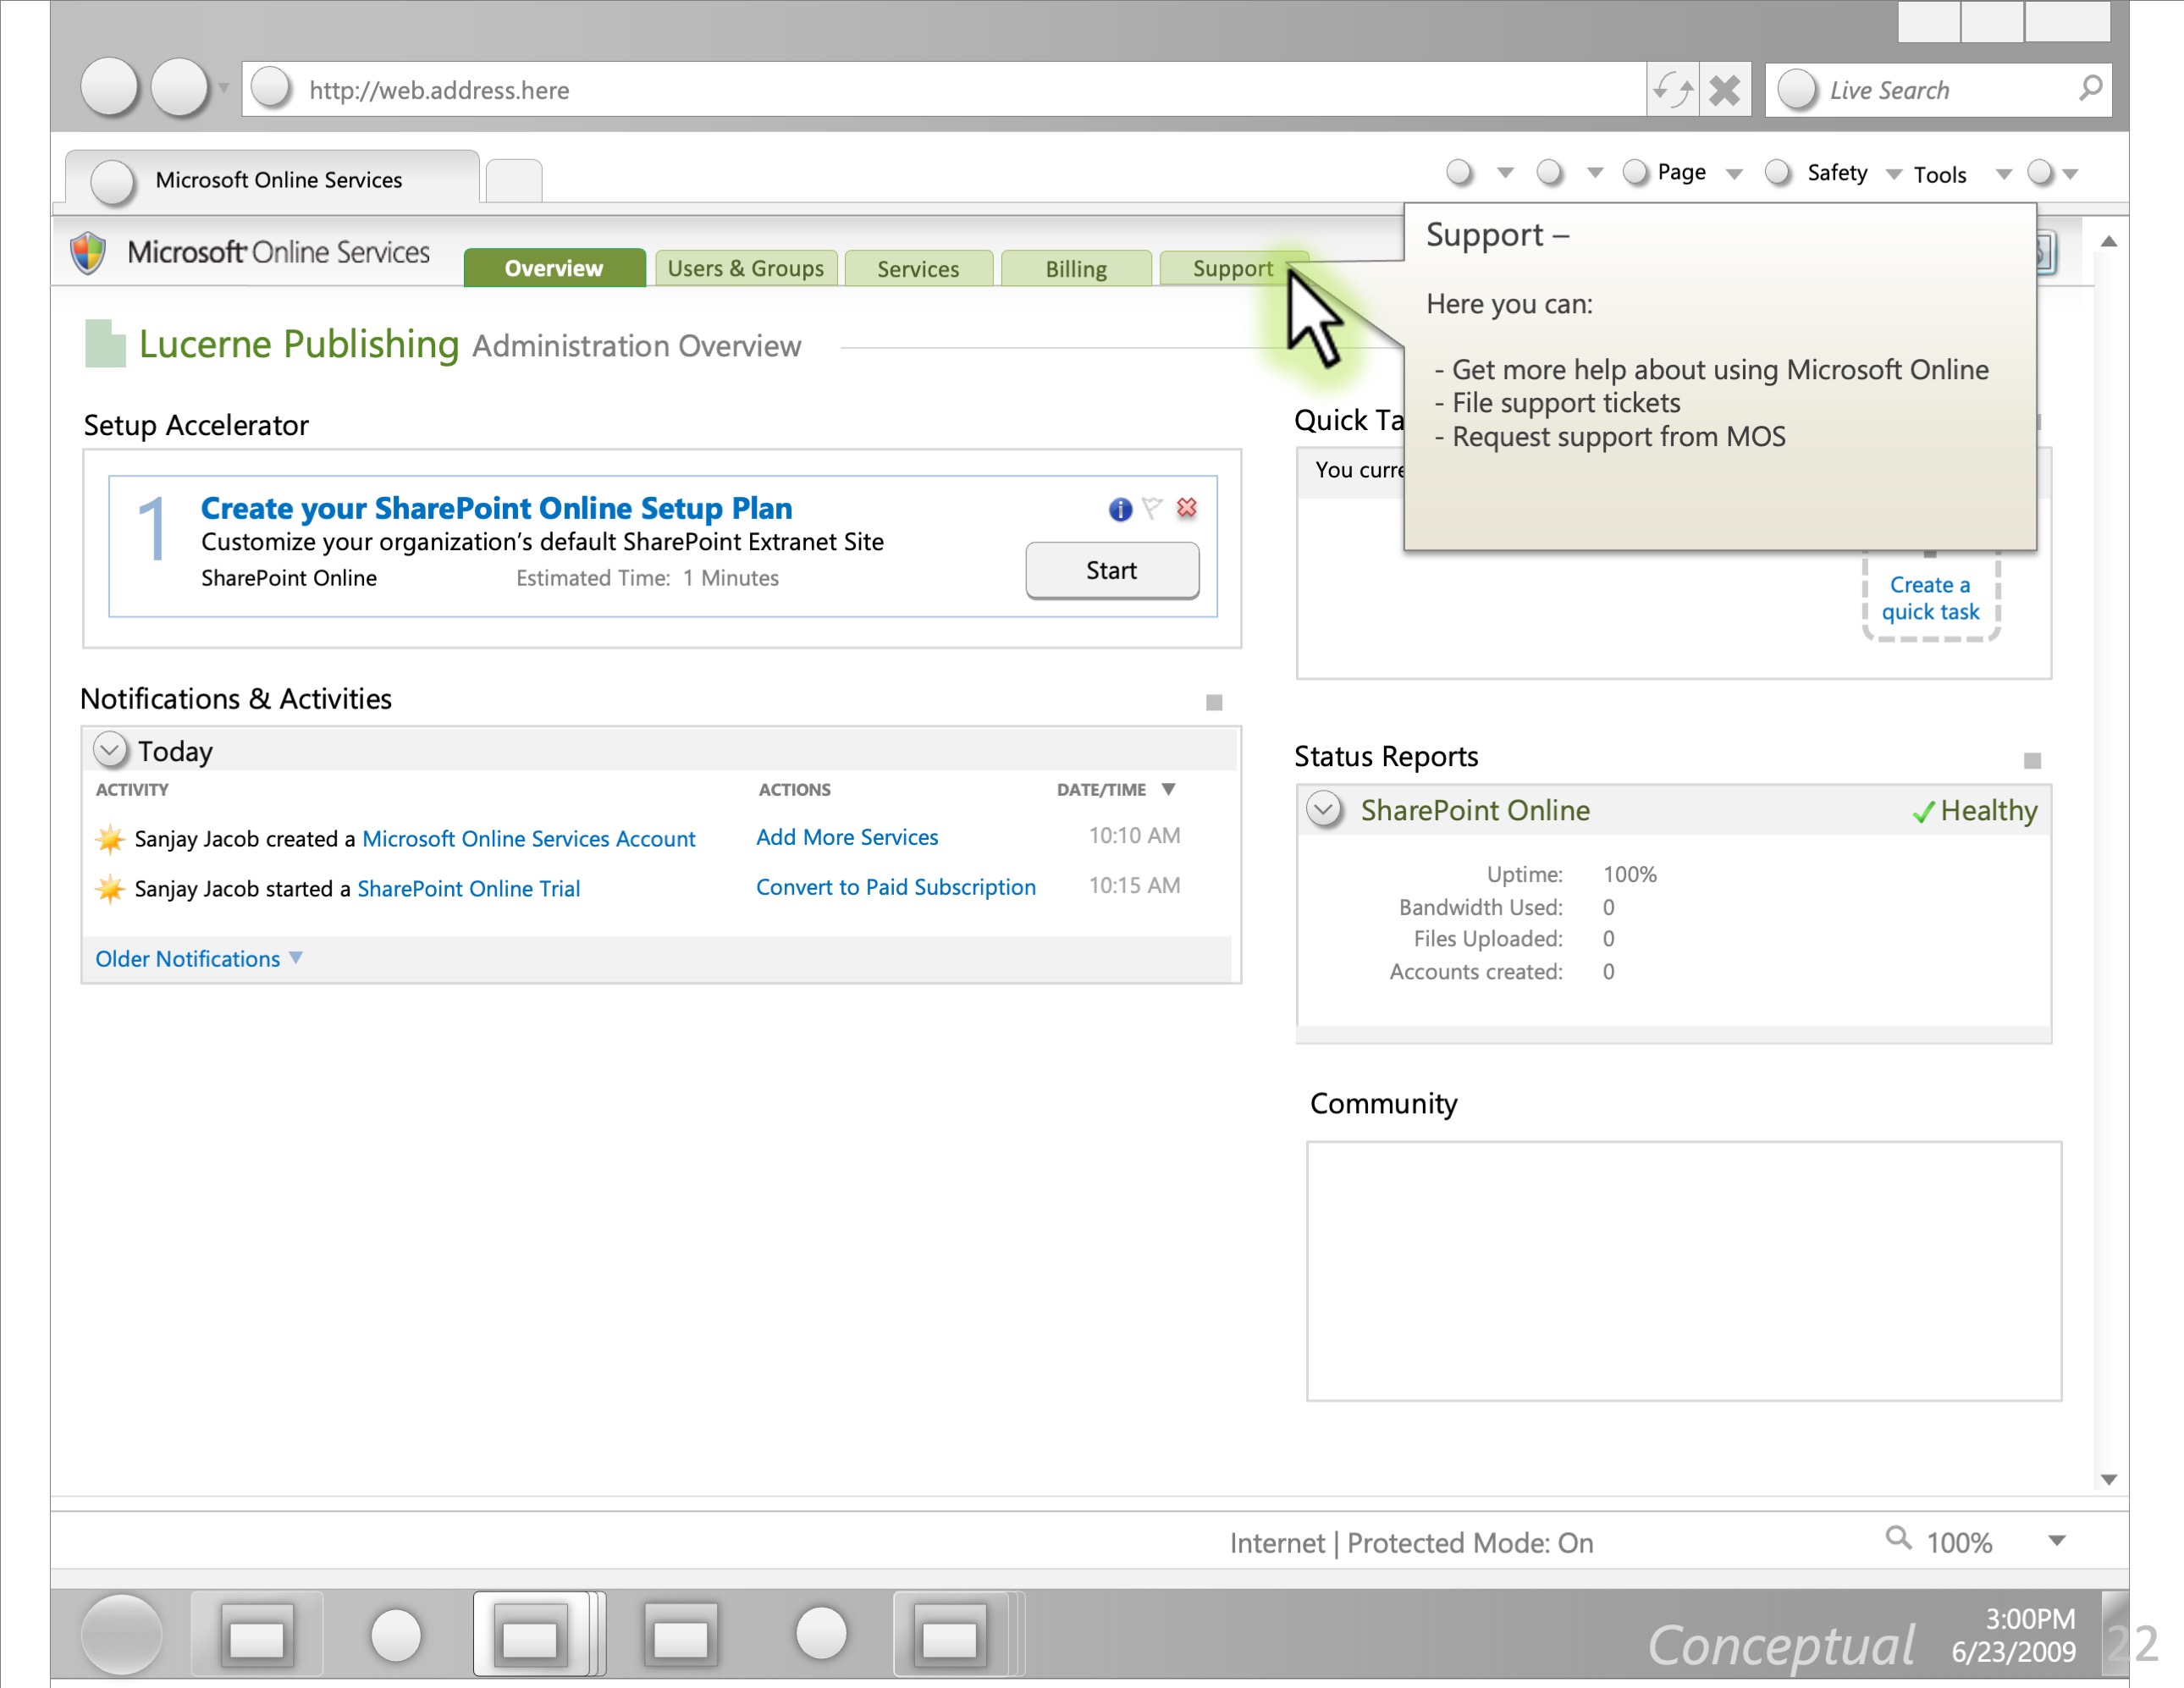 http://web.address.here
Live Search
Microsoft Online Services
Page
Safety
Tools
Microsoft Online Services
Overview
Users & Groups
Services
Billing
Support
Support –
Here you can:
- Get more help about using Microsoft Online
- File support tickets
- Request support from MOS
Lucerne Publishing Administration Overview
Setup Accelerator
1
Create your SharePoint Online Setup Plan
Customize your organization's default SharePoint Extranet Site
SharePoint Online Estimated Time: 1 Minutes
Start
Quick
You
Create a
quick task
Notifications & Activities
Today
ACTIVITY ACTIONS DATE/TIME
Sanjay Jacob created a Microsoft Online Services Account Add More Services 10:10 AM
Sanjay Jacob started a SharePoint Online Trial Convert to Paid Subscription 10:15 AM
Older Notifications
Status Reports
SharePoint Online Healthy
Uptime: 100%
Bandwidth Used: 0
Files Uploaded: 0
Accounts created: 0
Community
Internet | Protected Mode: On
100%
Conceptual
3:00PM
6/23/2009
22